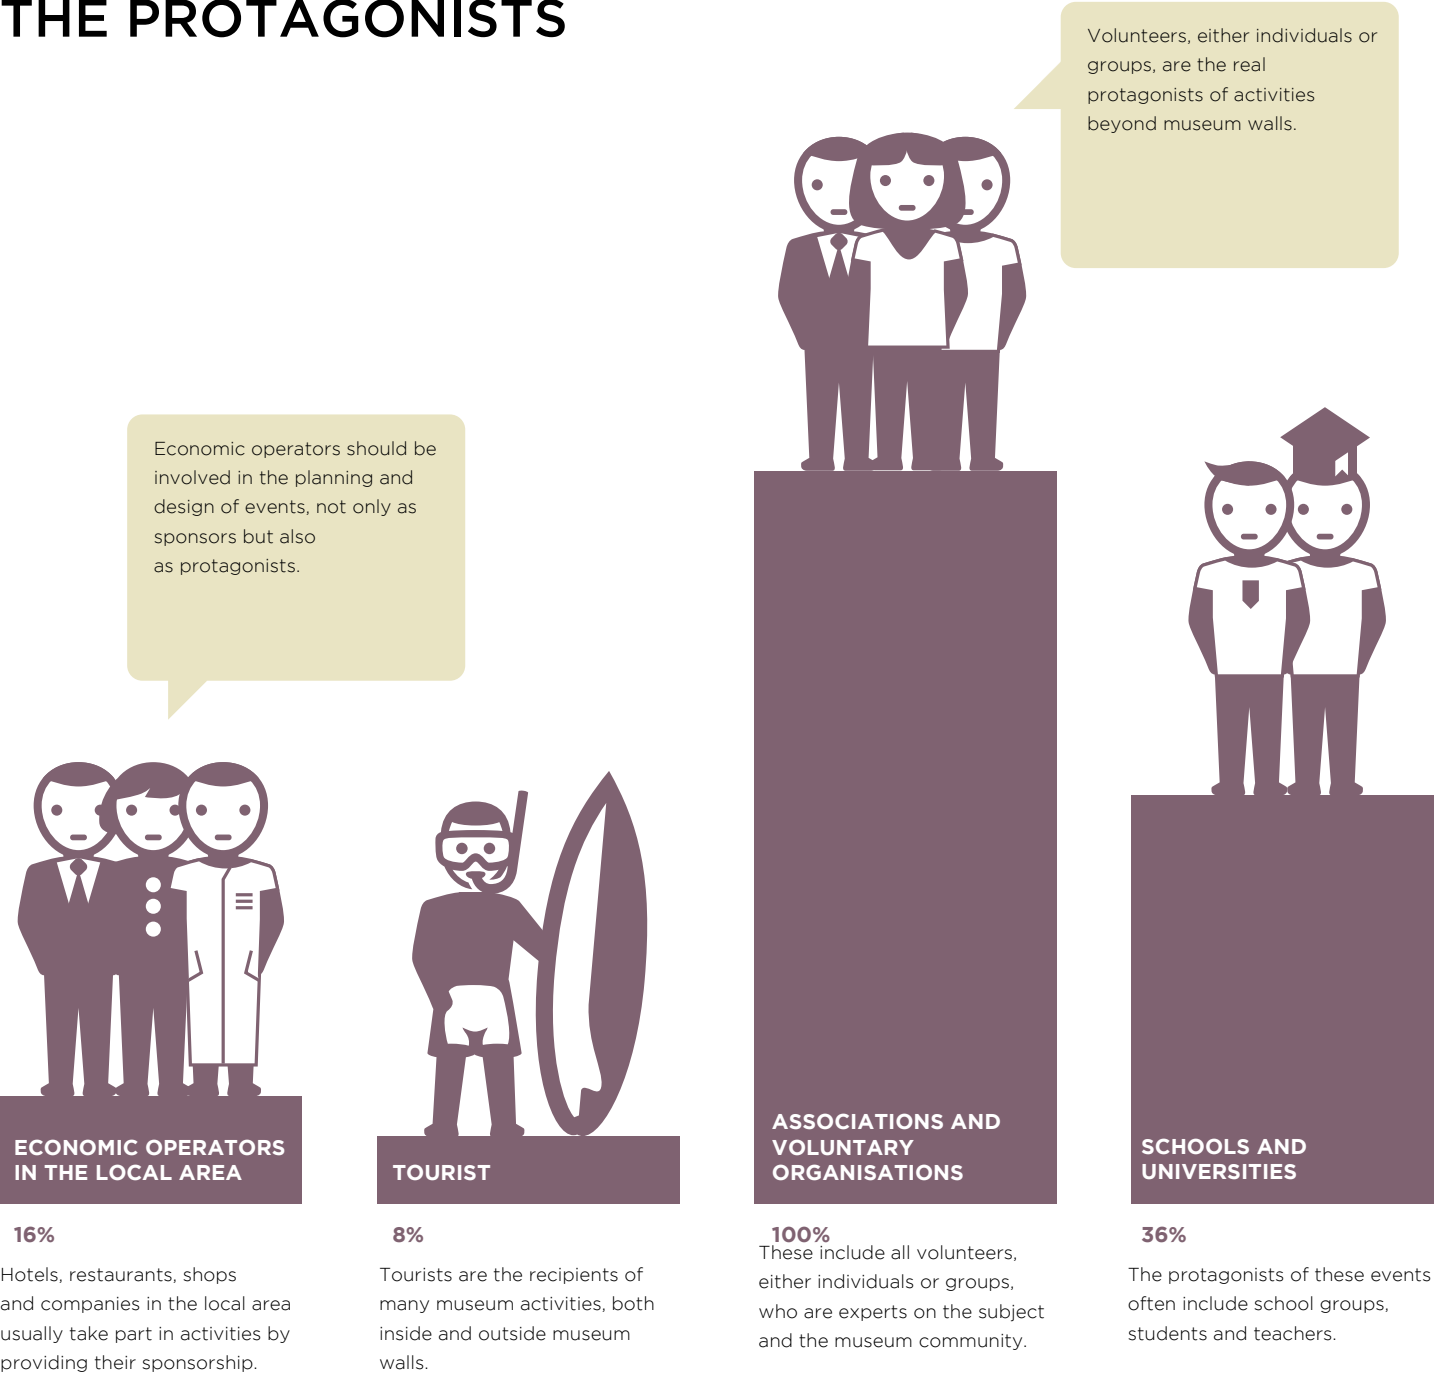 THE PROTAGONISTS
Volunteers, either individuals or
groups, are the real
protagonists of activities
beyond museum walls.
Economic operators should be
involved in the planning and
design of events, not only as
sponsors but also
as protagonists.
ECONOMIC OPERATORS
IN THE LOCAL AREA
16%
Hotels, restaurants, shops
and companies in the local area
usually take part in activities by
providing their sponsorship.
TOURIST
8%
Tourists are the recipients of
many museum activities, both
inside and outside museum
walls.
ASSOCIATIONS AND
VOLUNTARY
ORGANISATIONS
100%
These include all volunteers,
either individuals or groups,
who are experts on the subject
and the museum community.
SCHOOLS AND
UNIVERSITIES
36%
The protagonists of these events
often include school groups,
students and teachers.